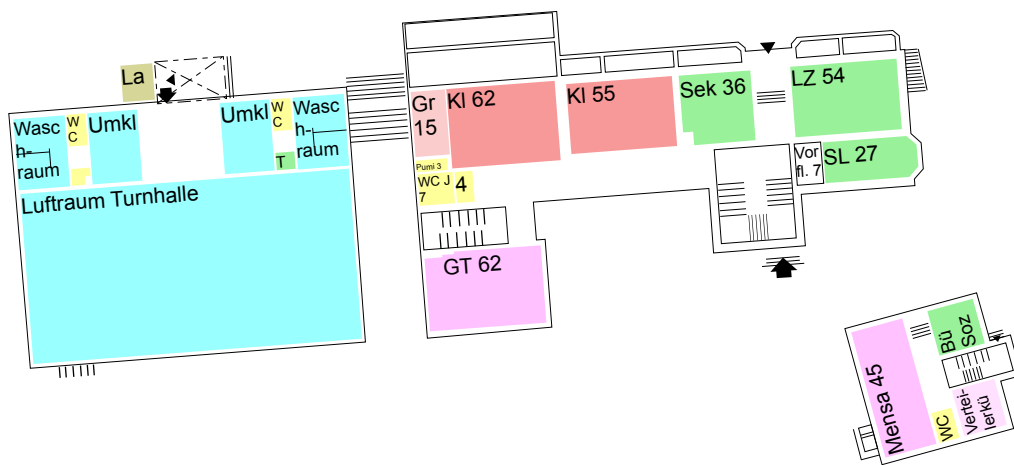 La
Wasc
h-
raum
W
C
Umkl
Umkl
W
C
Wasc
h-
raum
T
Luftraum Turnhalle
Gr
15
Kl 62
Kl 55
Sek 36
LZ 54
Pumi 3
WC J
7
4
Vor
fl. 7
SL 27
GT 62
Mensa 45
Bü
Soz
WC
Vertei-
lerkü